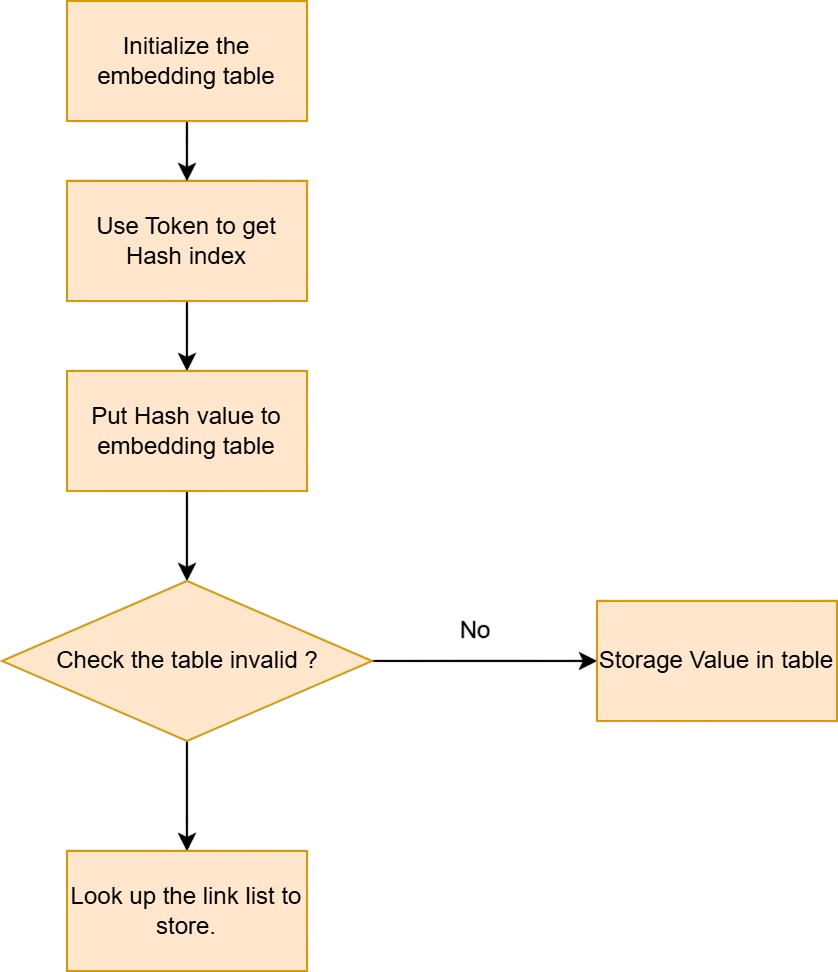 Initialize the
embedding table
Use Token to get
Hash index
Put Hash value to
embedding table
Check the table invalid ?
No
Storage Value in table
Look up the link list to
store.